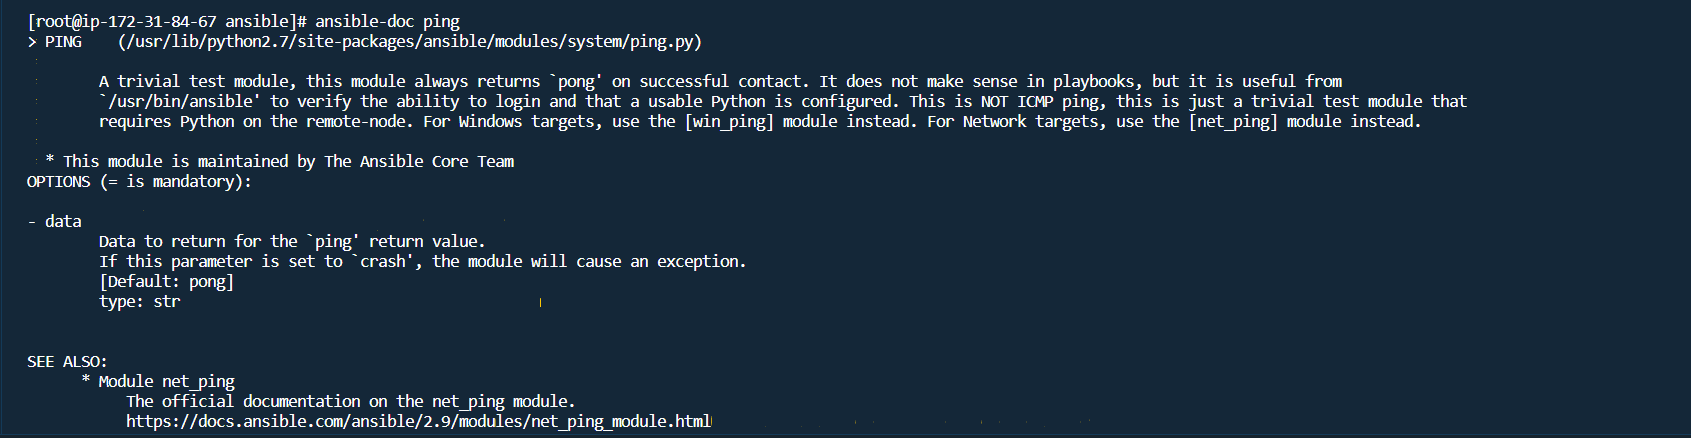 [root@ip-172-31-84-67 ansible]# ansible-doc ping
> PING    (/usr/lib/python2.7/site-packages/ansible/modules/system/ping.py)
A trivial test module, this module always returns `pong' on successful contact. It does not make sense in playbooks, but it is useful from
`/usr/bin/ansible' to verify the ability to login and that a usable Python is configured. This is NOT ICMP ping, this is just a trivial test module that
requires Python on the remote-node. For Windows targets, use the [win_ping] module instead. For Network targets, use the [net_ping] module instead.
* This module is maintained by The Ansible Core Team
OPTIONS (= is mandatory):
- data
Data to return for the `ping' return value.
If this parameter is set to `crash', the module will cause an exception.
[Default: pong]
type: str
SEE ALSO:
* Module net_ping
The official documentation on the net_ping module.
https://docs.ansible.com/ansible/2.9/modules/net_ping_module.html